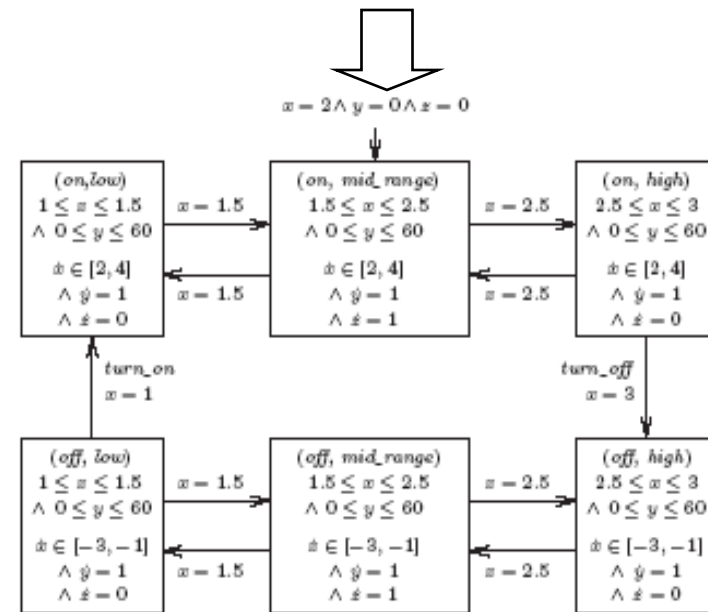 x = 2 ∧ y = 0 ∧ z = 0
(on,low)
1 ≤ x ≤ 1.5
∧ 0 ≤ y ≤ 60
ẋ ∈ [2, 4]
∧ ẏ = 1
∧ ż = 0
x = 1.5
x = 1.5
(on, mid_range)
1.5 ≤ x ≤ 2.5
∧ 0 ≤ y ≤ 60
ẋ ∈ [2, 4]
∧ ẏ = 1
∧ ż = 1
x = 2.5
x = 2.5
(on, high)
2.5 ≤ x ≤ 3
∧ 0 ≤ y ≤ 60
ẋ ∈ [2, 4]
∧ ẏ = 1
∧ ż = 0
turn_on
x = 1
turn_off
x = 3
(off, low)
1 ≤ x ≤ 1.5
∧ 0 ≤ y ≤ 60
ẋ ∈ [−3, −1]
∧ ẏ = 1
∧ ż = 0
x = 1.5
x = 1.5
(off, mid_range)
1.5 ≤ x ≤ 2.5
∧ 0 ≤ y ≤ 60
ẋ ∈ [−3, −1]
∧ ẏ = 1
∧ ż = 1
x = 2.5
x = 2.5
(off, high)
2.5 ≤ x ≤ 3
∧ 0 ≤ y ≤ 60
ẋ ∈ [−3, −1]
∧ ẏ = 1
∧ ż = 0